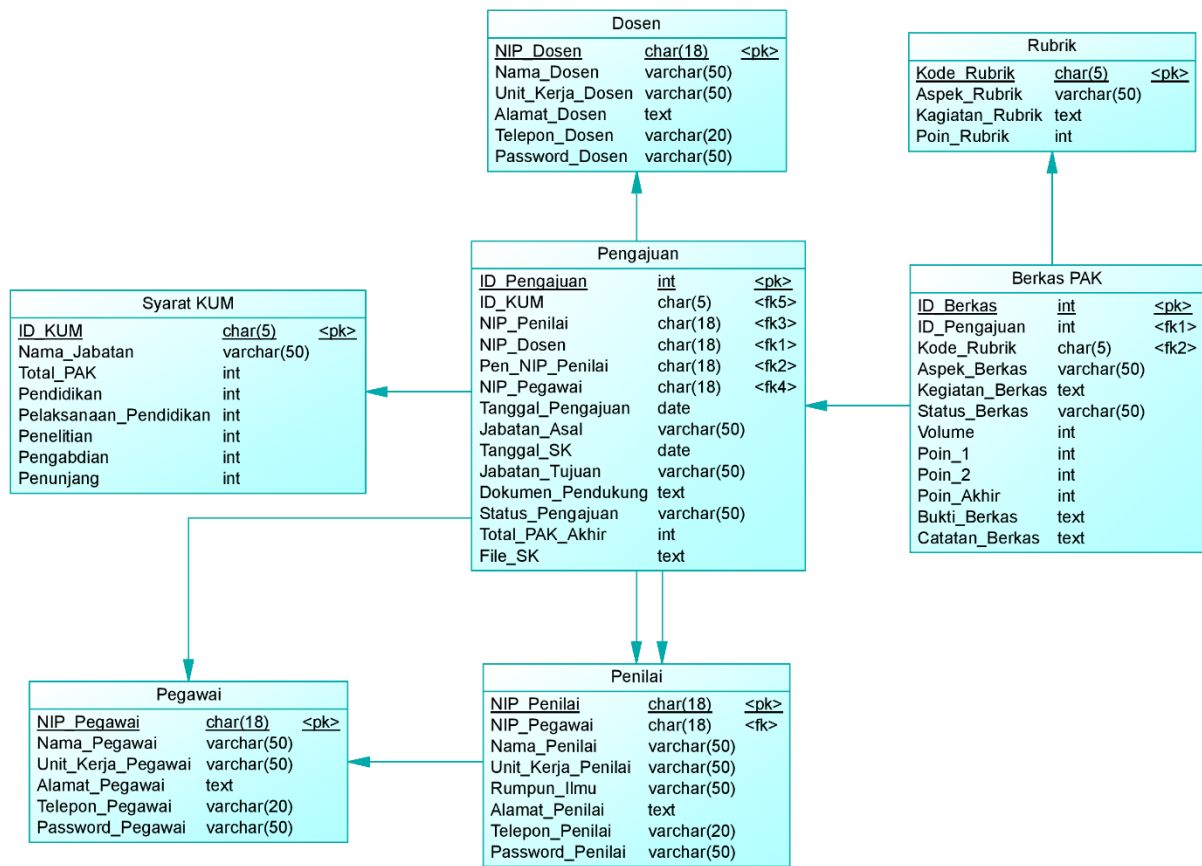 Dosen
NIP_Dosen char(18) <pk>
Nama_Dosen varchar(50)
Unit_Kerja_Dosen varchar(50)
Alamat_Dosen text
Telepon_Dosen varchar(20)
Password_Dosen varchar(50)
Rubrik
Kode_Rubrik char(5) <pk>
Aspek_Rubrik varchar(50)
Kagiatan_Rubrik text
Poin_Rubrik int
Pengajuan
ID_Pengajuan int <pk>
ID_KUM char(5) <fk5>
NIP_Penilai char(18) <fk3>
NIP_Dosen char(18) <fk1>
Pen_NIP_Penilai char(18) <fk2>
NIP_Pegawai char(18) <fk4>
Tanggal_Pengajuan date
Jabatan_Asal varchar(50)
Tanggal_SK date
Jabatan_Tujuan varchar(50)
Dokumen_Pendukung text
Status_Pengajuan varchar(50)
Total_PAK_Akhir int
File_SK text
Berkas PAK
ID_Berkas int <pk>
ID_Pengajuan int <fk1>
Kode_Rubrik char(5) <fk2>
Aspek_Berkas varchar(50)
Kegiatan_Berkas text
Status_Berkas varchar(50)
Volume int
Poin_1 int
Poin_2 int
Poin_Akhir int
Bukti_Berkas text
Catatan_Berkas text
Syarat KUM
ID_KUM char(5) <pk>
Nama_Jabatan varchar(50)
Total_PAK int
Pendidikan int
Pelaksanaan_Pendidikan int
Penelitian int
Pengabdian int
Penunjang int
Pegawai
NIP_Pegawai char(18) <pk>
Nama_Pegawai varchar(50)
Unit_Kerja_Pegawai varchar(50)
Alamat_Pegawai text
Telepon_Pegawai varchar(20)
Password_Pegawai varchar(50)
Penilai
NIP_Penilai char(18) <pk>
NIP_Pegawai char(18) <fk>
Nama_Penilai varchar(50)
Unit_Kerja_Penilai varchar(50)
Rumpun_Ilmu varchar(50)
Alamat_Penilai text
Telepon_Penilai varchar(20)
Password_Penilai varchar(50)